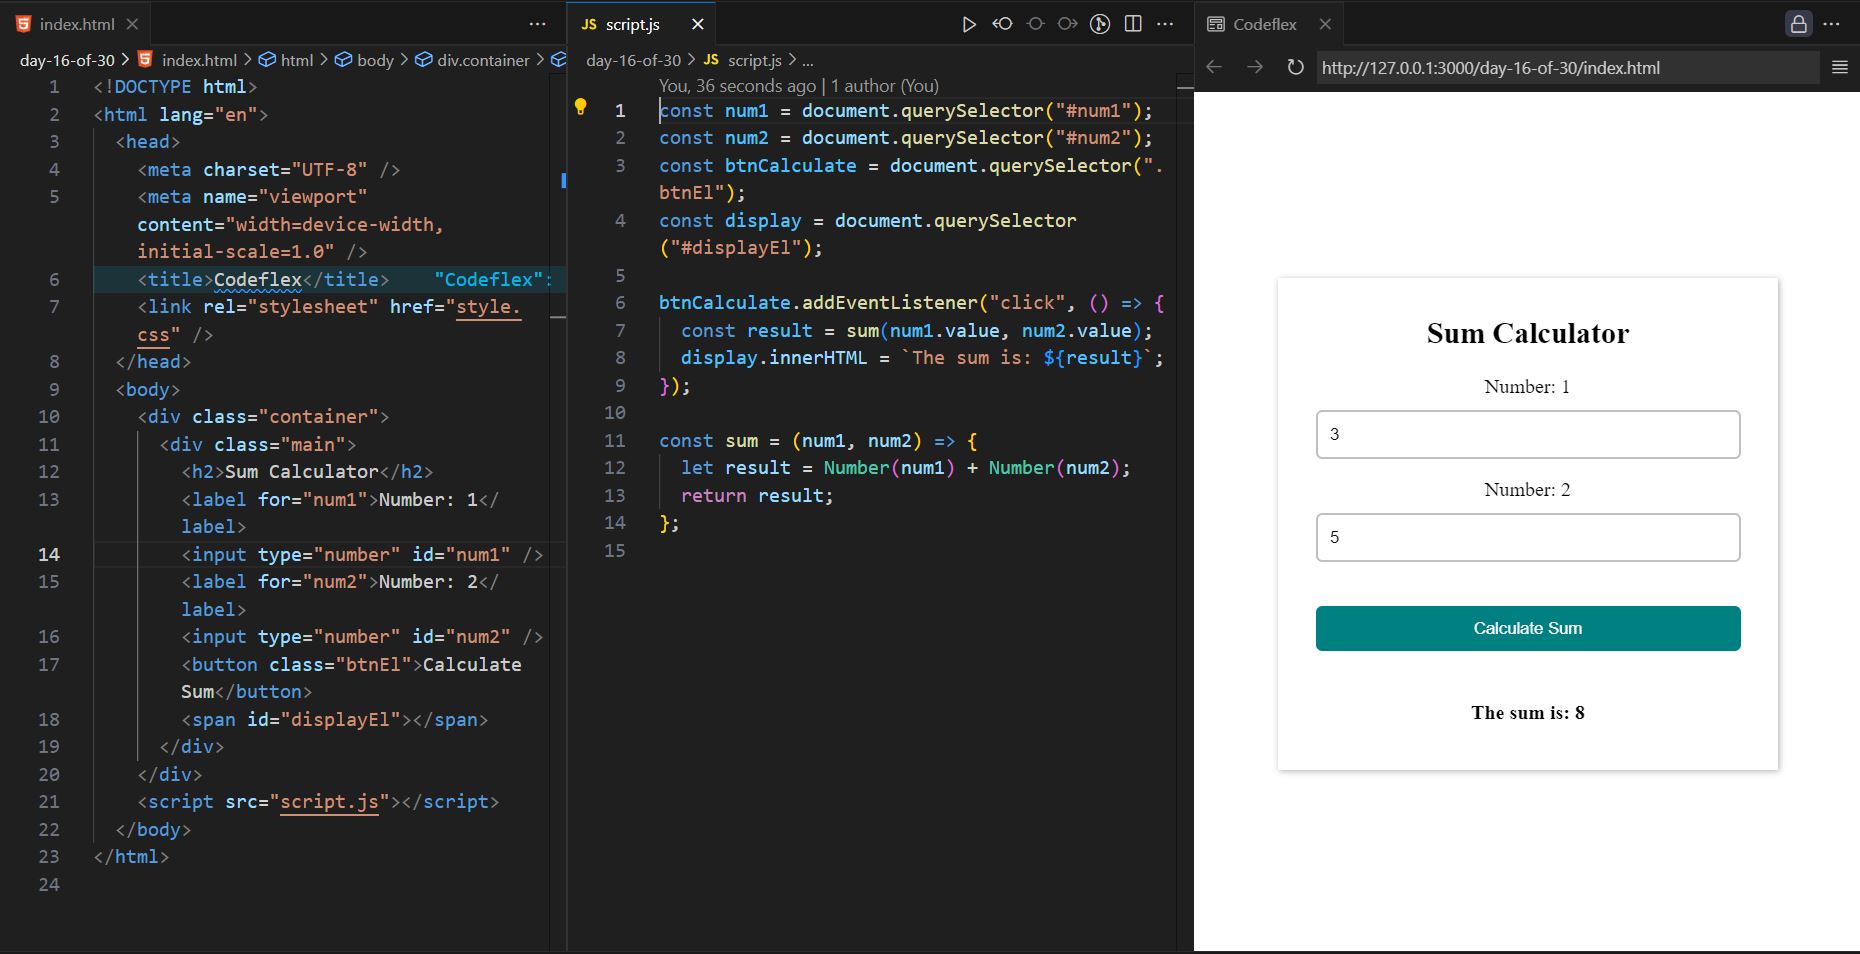 index.html
day-16-of-30 > index.html > html > body > div.container >
1 <!DOCTYPE html>
2 <html lang="en">
3 <head>
4 <meta charset="UTF-8" />
5 <meta name="viewport"
content="width=device-width,
initial-scale=1.0" />
6 <title>Codeflex</title> "Codeflex":
7 <link rel="stylesheet" href="style.
css" />
8 </head>
9 <body>
10 <div class="container">
11 <div class="main">
12 <h2>Sum Calculator</h2>
13 <label for="num1">Number: 1</
label>
14 <input type="number" id="num1" />
15 <label for="num2">Number: 2</
label>
16 <input type="number" id="num2" />
17 <button class="btnEl">Calculate
Sum</button>
18 <span id="displayEl"></span>
19 </div>
20 </div>
21 <script src="script.js"></script>
22 </body>
23 </html>
24
JS script.js
day-16-of-30 > JS script.js > ...
You, 36 seconds ago | 1 author (You)
1 const num1 = document.querySelector("#num1");
2 const num2 = document.querySelector("#num2");
3 const btnCalculate = document.querySelector(".
btnEl");
4 const display = document.querySelector
("#displayEl");
5
6 btnCalculate.addEventListener("click", () => {
7 const result = sum(num1.value, num2.value);
8 display.innerHTML = `The sum is: ${result}`;
9 });
10
11 const sum = (num1, num2) => {
12 let result = Number(num1) + Number(num2);
13 return result;
14 };
15
Codeflex
http://127.0.0.1:3000/day-16-of-30/index.html
Sum Calculator
Number: 1
3
Number: 2
5
Calculate Sum
The sum is: 8